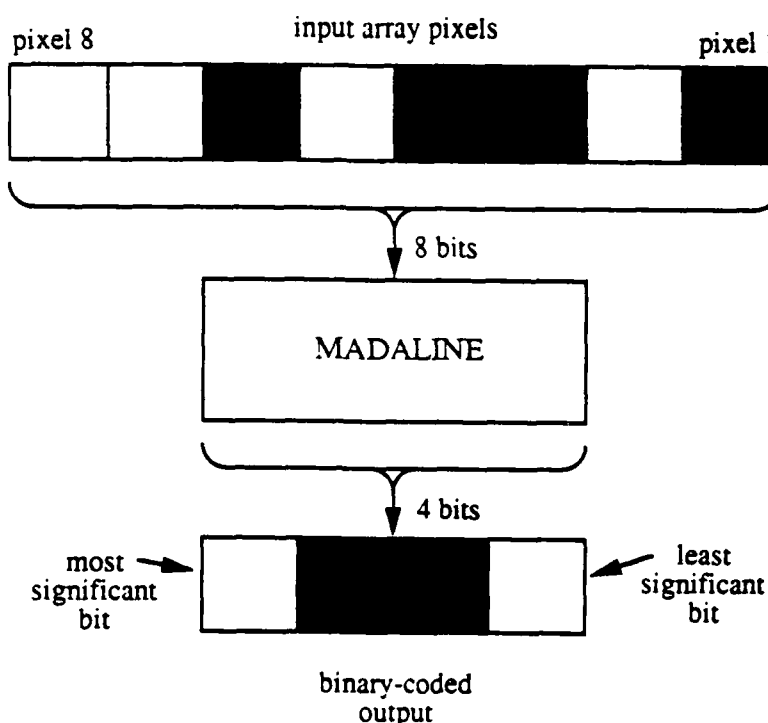 input array pixels
pixel 8
pixel
8 bits
MADALINE
4 bits
most
significant
bit
least
significant
bit
binary-coded
output